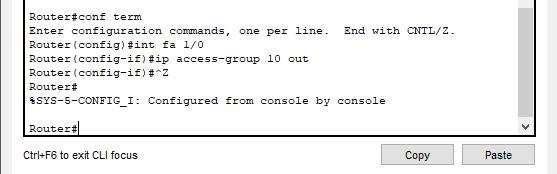 Router#conf term
Enter configuration commands, one per line.  End with CNTL/Z.
Router(config)#int fa 1/0
Router(config-if)#ip access-group 10 out
Router(config-if)#^Z
Router#
%SYS-5-CONFIG_I: Configured from console by console
Router#
Ctrl+F6 to exit CLI focus
Copy
Paste